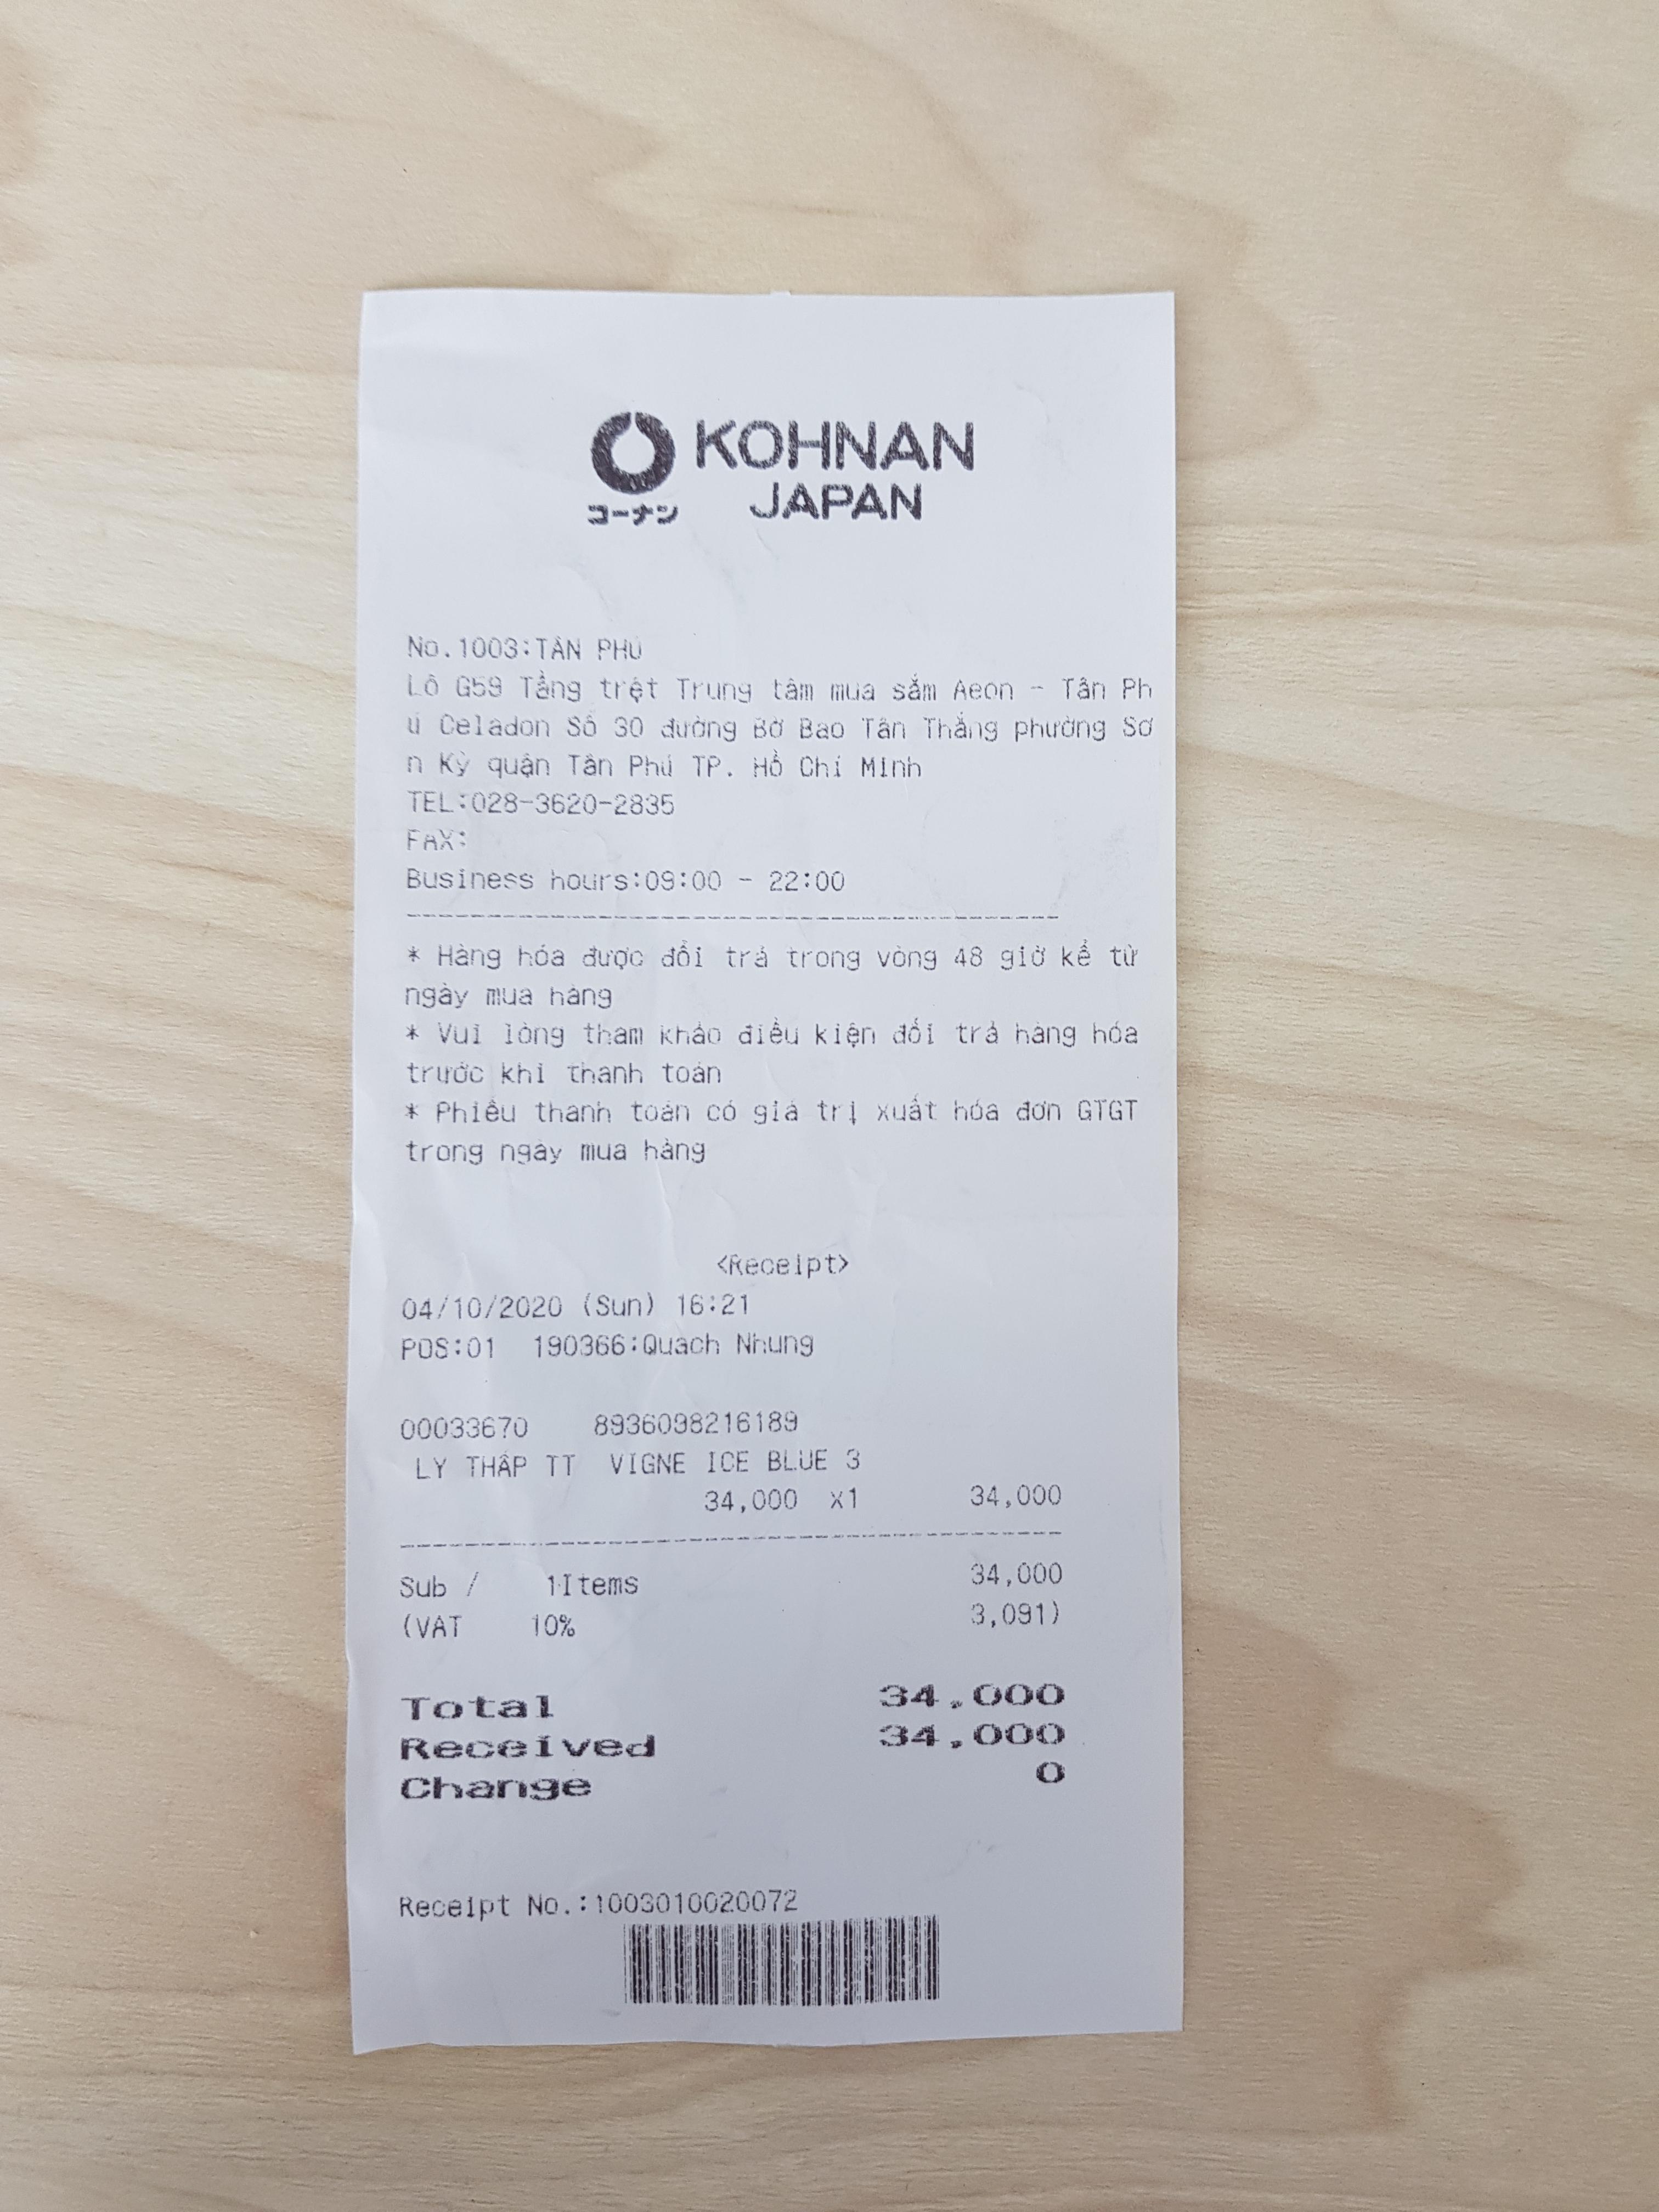 KOHNAN
コーナン JAPAN
No.1003:TÂN PHÚ
Lô G59 Tầng trệt Trung tâm mua sắm Aeon - Tân Ph
ú Celadon Số 30 đường Bờ Bao Tân Thắng phường Sơ
n Kỳ quận Tân Phú TP. Hồ Chí MInh
TEL:028-3620-2835
FAX:
Business hours:09:00 - 22:00
* Hàng hóa được đổi trả trong vòng 48 giờ kể từ
ngày mua hàng
* Vui lòng tham khảo điều kiện đổi trả hàng hóa
trước khi thanh toán
* Phiếu thanh toán có giá trị xuất hóa đơn GTGT
trong ngày mua hàng
<Receipt>
04/10/2020 (Sun) 16:21
POS:01 190366:Quach Nhung
00033670 8936098216189
LY THẤP TT VIGNE ICE BLUE 3
34,000 x1 34,000
Sub / 1Items 34,000
(VAT 10% 3,091)
Total 34,000
Received 34,000
Change 0
Receipt No.:1003010020072